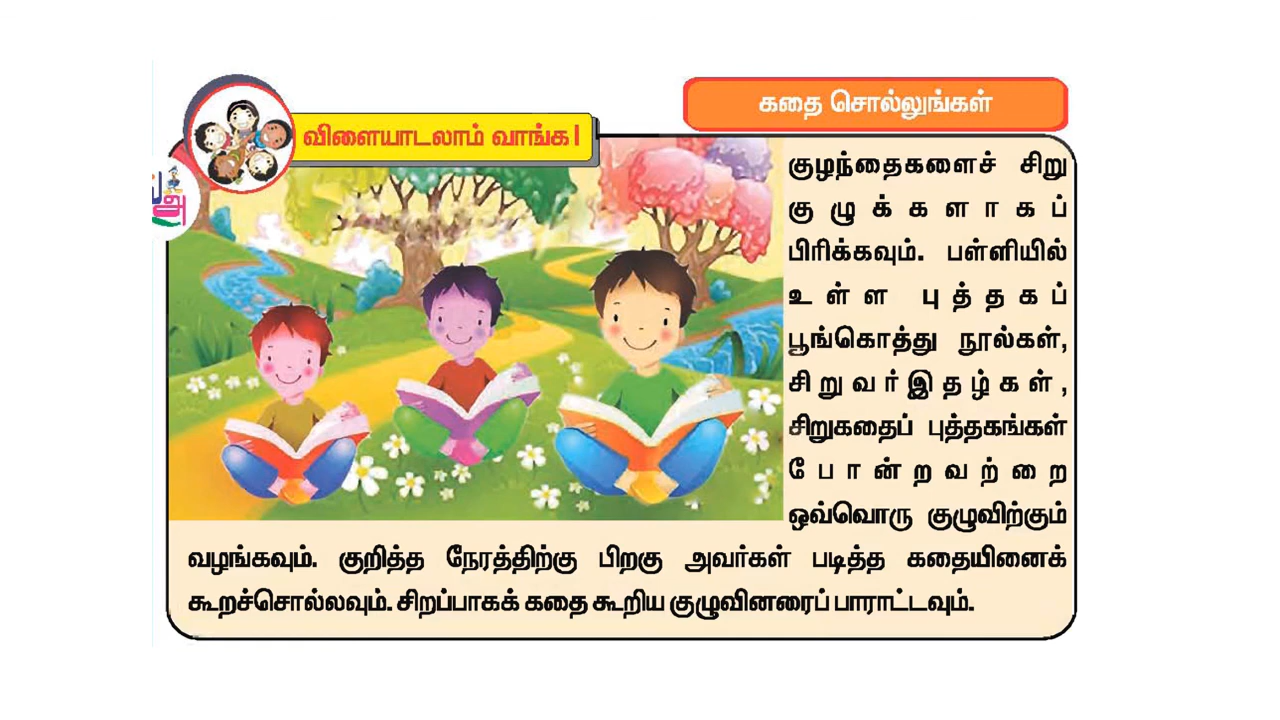 கதை சொல்லுங்கள்
விளையாடலாம் வாங்க!
குழந்தைகளைச் சிறு
குழுக்களாகப்
பிரிக்கவும். பள்ளியில்
உள்ள புத்தகப்
பூங்கொத்து நூல்கள்,
சிறுவர்இதழ்கள்,
சிறுகதைப் புத்தகங்கள்
போன்றவற்றை
ஒவ்வொரு குழுவிற்கும்
வழங்கவும். குறித்த நேரத்திற்கு பிறகு அவர்கள் படித்த கதையினைக்
கூறச்சொல்லவும். சிறப்பாகக் கதை கூறிய குழுவினரைப் பாராட்டவும்.